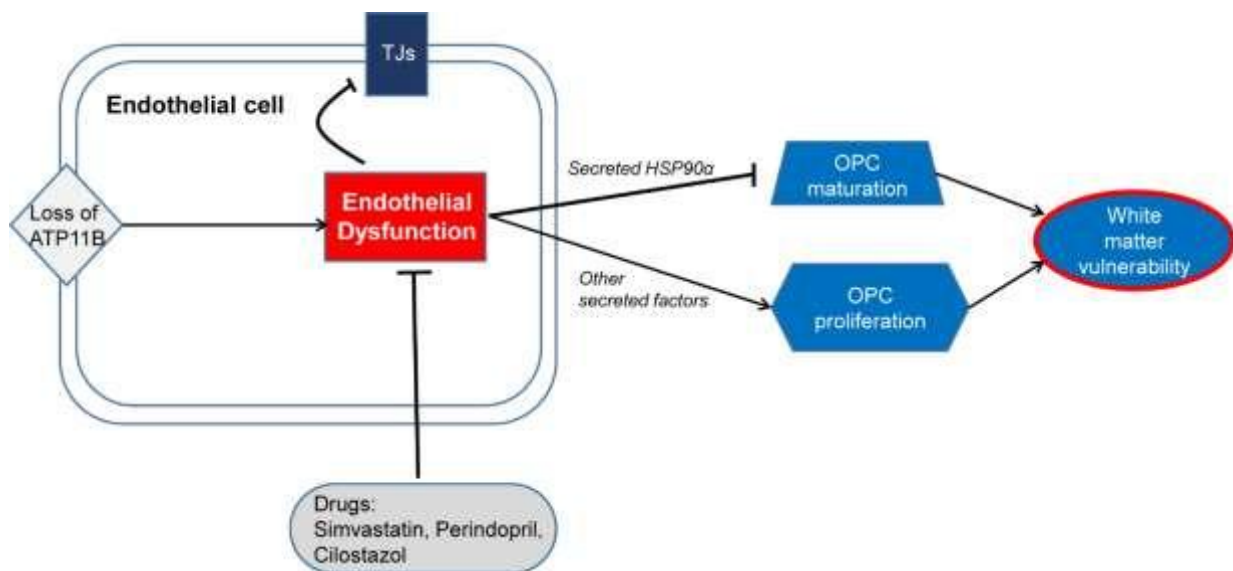 TJs
Endothelial cell
Loss of
ATP11B
Endothelial
Dysfunction
Secreted HSP90α
OPC
maturation
White
matter
vulnerability
Other
secreted factors
OPC
proliferation
Drugs:
Simvastatin, Perindopril,
Cilostazol